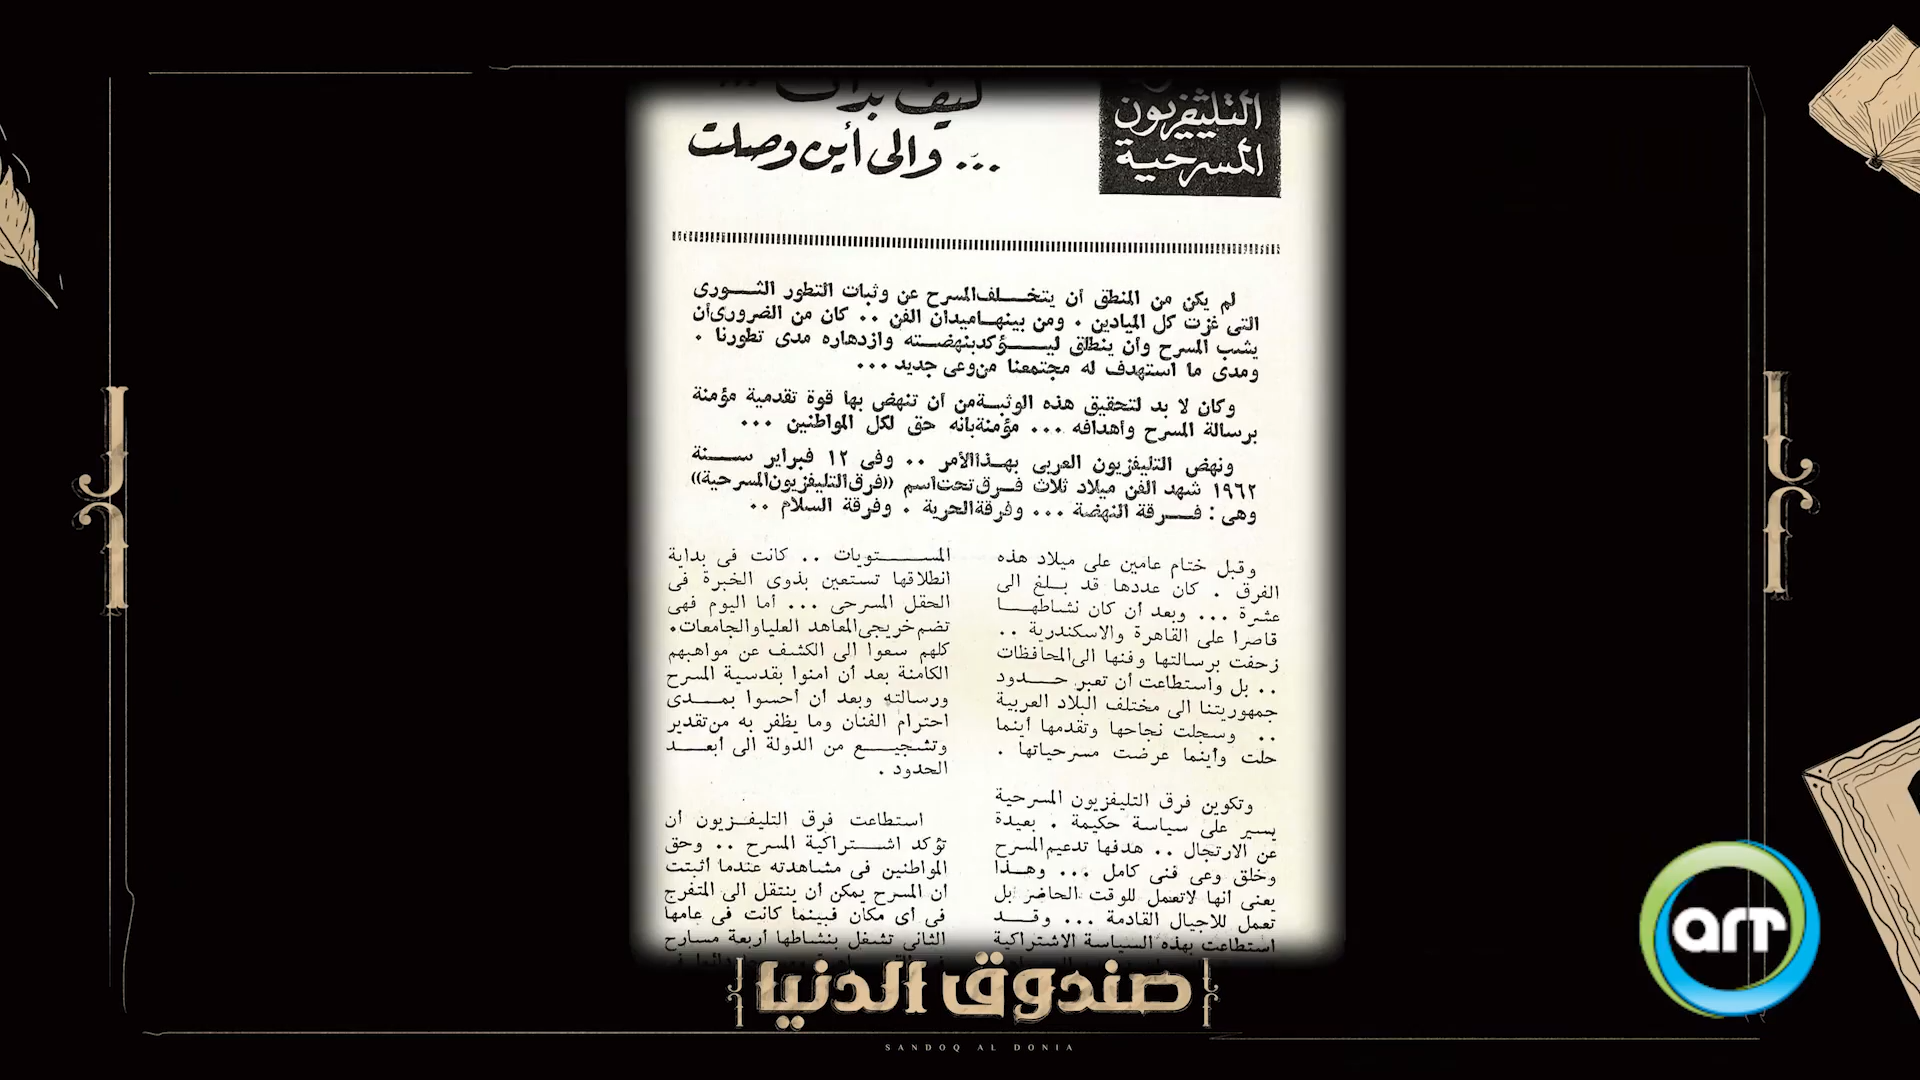 التليفزيون
المسرحية
كيف بدأت ...
... والى أين وصلت
لم يكن من المنطق أن يتخلف المسرح عن وثبات التطور الثورى
التى غزت كل الميادين . ومن بينها ميدان الفن .. كان من الضرورى أن
يشب المسرح وأن ينطلق ليؤكد بنهضته وازدهاره مدى تطورنا .
ومدى ما استهدف له مجتمعنا من وعى جديد ...
وكان لا بد لتحقيق هذه الوثبة من أن تنهض بها قوة تقدمية مؤمنة
برسالة المسرح وأهدافه ... مؤمنة بأنه حق لكل المواطنين ...
ونهض التليفزيون العربى بهذا الأمر .. وفى ١٢ فبراير سنة
١٩٦٢ شهد الفن ميلاد ثلاث فرق تحت اسم ((فرق التليفزيون المسرحية))
وهى : فرقة النهضة ... وفرقة الحرية . وفرقة السلام ..
وقبل ختام عامين على ميلاد هذه
الفرق . كان عددها قد بلغ الى
عشرة ... وبعد أن كان نشاطها
قاصرا على القاهرة والاسكندرية ..
زحفت برسالتها وفنها الى المحافظات
.. بل واستطاعت أن تعبر حدود
جمهوريتنا الى مختلف البلاد العربية
.. وسجلت نجاحها وتقدمها أينما
حلت وأينما عرضت مسرحياتها .
وتكوين فرق التليفزيون المسرحية
يسير على سياسة حكيمة . بعيدة
عن الارتجال .. هدفها تدعيم المسرح
وخلق وعى فنى كامل ... وهذا
يعنى أنها لا تعمل للوقت الحاضر بل
تعمل للاجيال القادمة ... وقد
استطاعت بهذه السياسة الاشتراكية
المستويات .. كانت فى بداية
انطلاقها تستعين بذوى الخبرة فى
الحقل المسرحى ... أما اليوم فهى
تضم خريجى المعاهد العليا والجامعات.
كلهم سعوا الى الكشف عن مواهبهم
الكامنة بعد أن آمنوا بقدسية المسرح
ورسالته وبعد أن أحسوا بمدى
احترام الفنان وما يظفر به من تقدير
وتشجيع من الدولة الى أبعد
الحدود .
استطاعت فرق التليفزيون أن
تؤكد اشتراكية المسرح .. وحق
المواطنين فى مشاهدته عندما أثبتت
أن المسرح يمكن أن ينتقل الى المتفرج
فى أى مكان فبينما كانت فى عامها
الثانى تشغل بنشاطها أربعة مسارح
صندوق الدنيا
SANDOQ AL DONIA
art